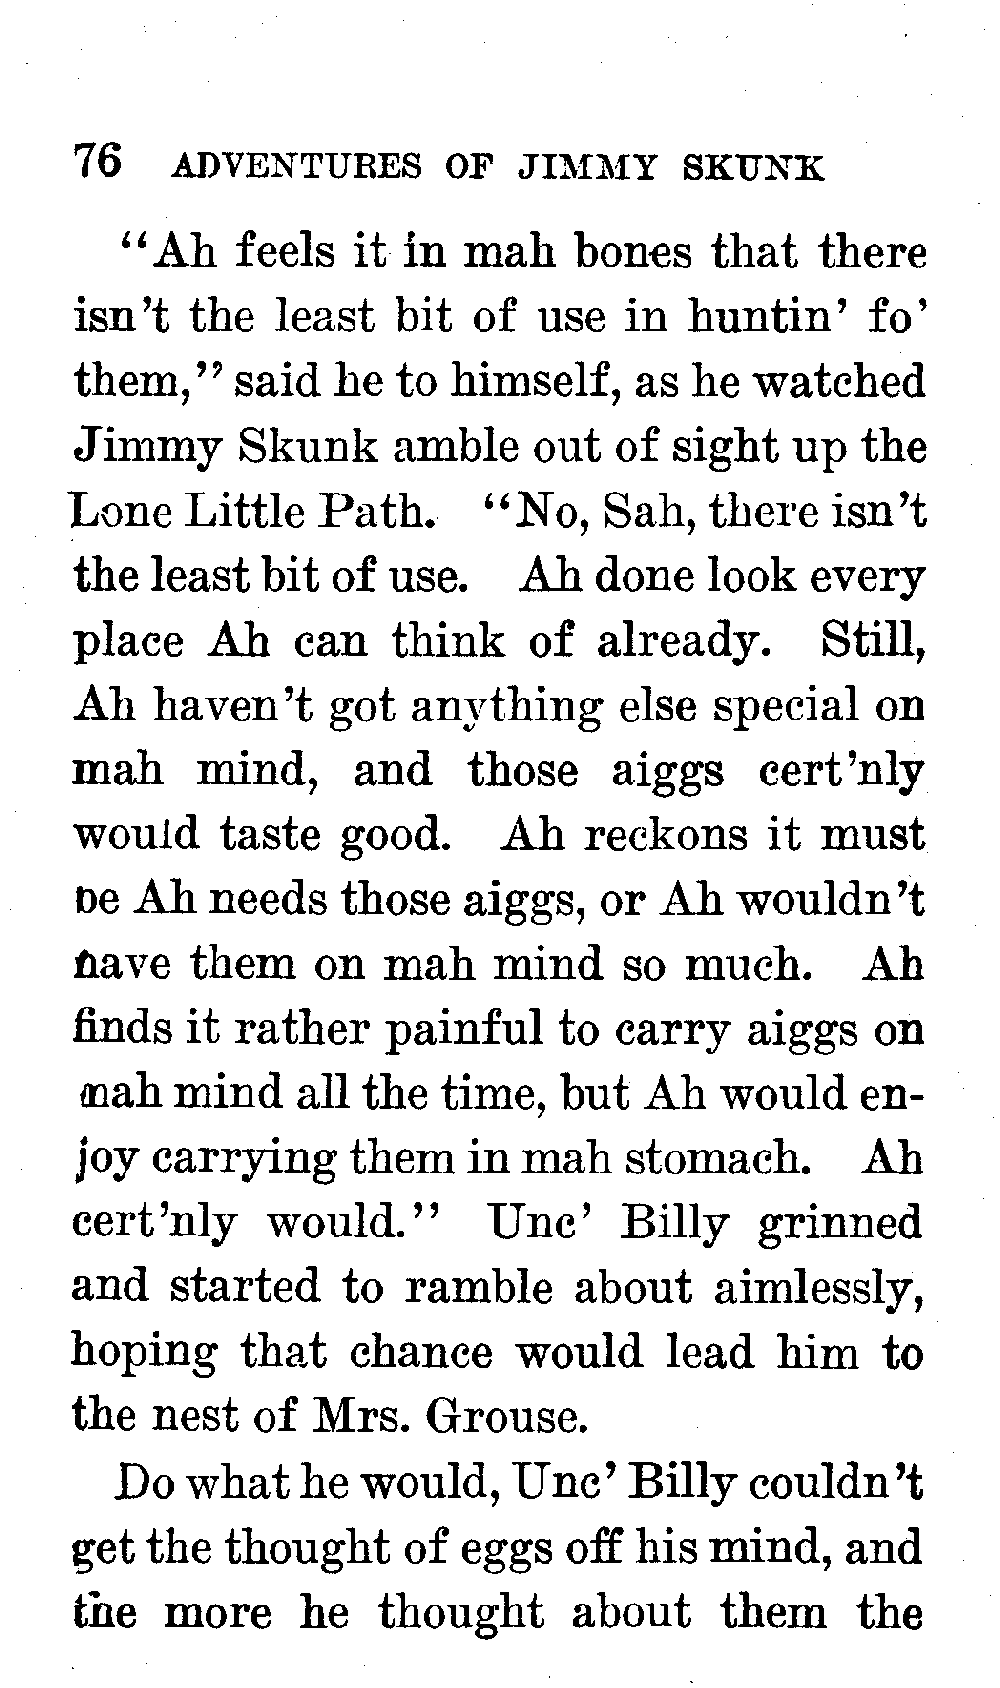 76 ADVENTURES OF JIMMY SKUNK
"Ah feels it in mah bones that there
isn't the least bit of use in huntin' fo'
them," said he to himself, as he watched
Jimmy Skunk amble out of sight up the
Lone Little Path. "No, Sah, there isn't
the least bit of use. Ah done look every
place Ah can think of already. Still,
Ah haven't got anything else special on
mah mind, and those aiggs cert'nly
would taste good. Ah reckons it must
be Ah needs those aiggs, or Ah wouldn't
have them on mah mind so much. Ah
finds it rather painful to carry aiggs on
mah mind all the time, but Ah would en-
joy carrying them in mah stomach. Ah
cert'nly would." Unc' Billy grinned
and started to ramble about aimlessly,
hoping that chance would lead him to
the nest of Mrs. Grouse.
Do what he would, Unc' Billy couldn't
get the thought of eggs off his mind, and
the more he thought about them the